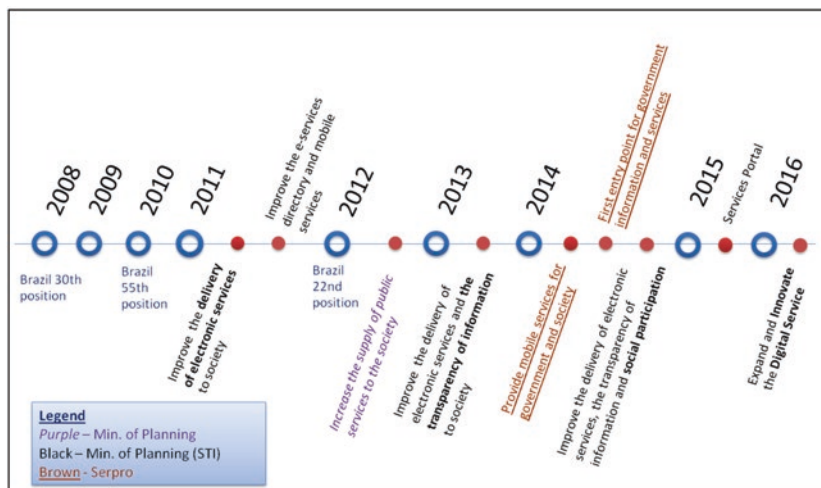 2008
2009
2010
2011
Improve the e-services
directory and mobile
services
2012
2013
2014
First entry point for government
information and services
2015
Services Portal
2016
Brazil 30th
position
Brazil
55th
position
Improve the delivery
of electronic services
to society
Brazil
22nd
position
Increase the supply of public
services to the society
Improve the delivery of
electronic services and the
transparency of information
to society
Provide mobile services for
government and society
Improve the delivery of electronic
services, the transparency of
information and social participation
Expand and Innovate
the Digital Service
Legend
Purple – Min. of Planning
Black – Min. of Planning (STI)
Brown - Serpro